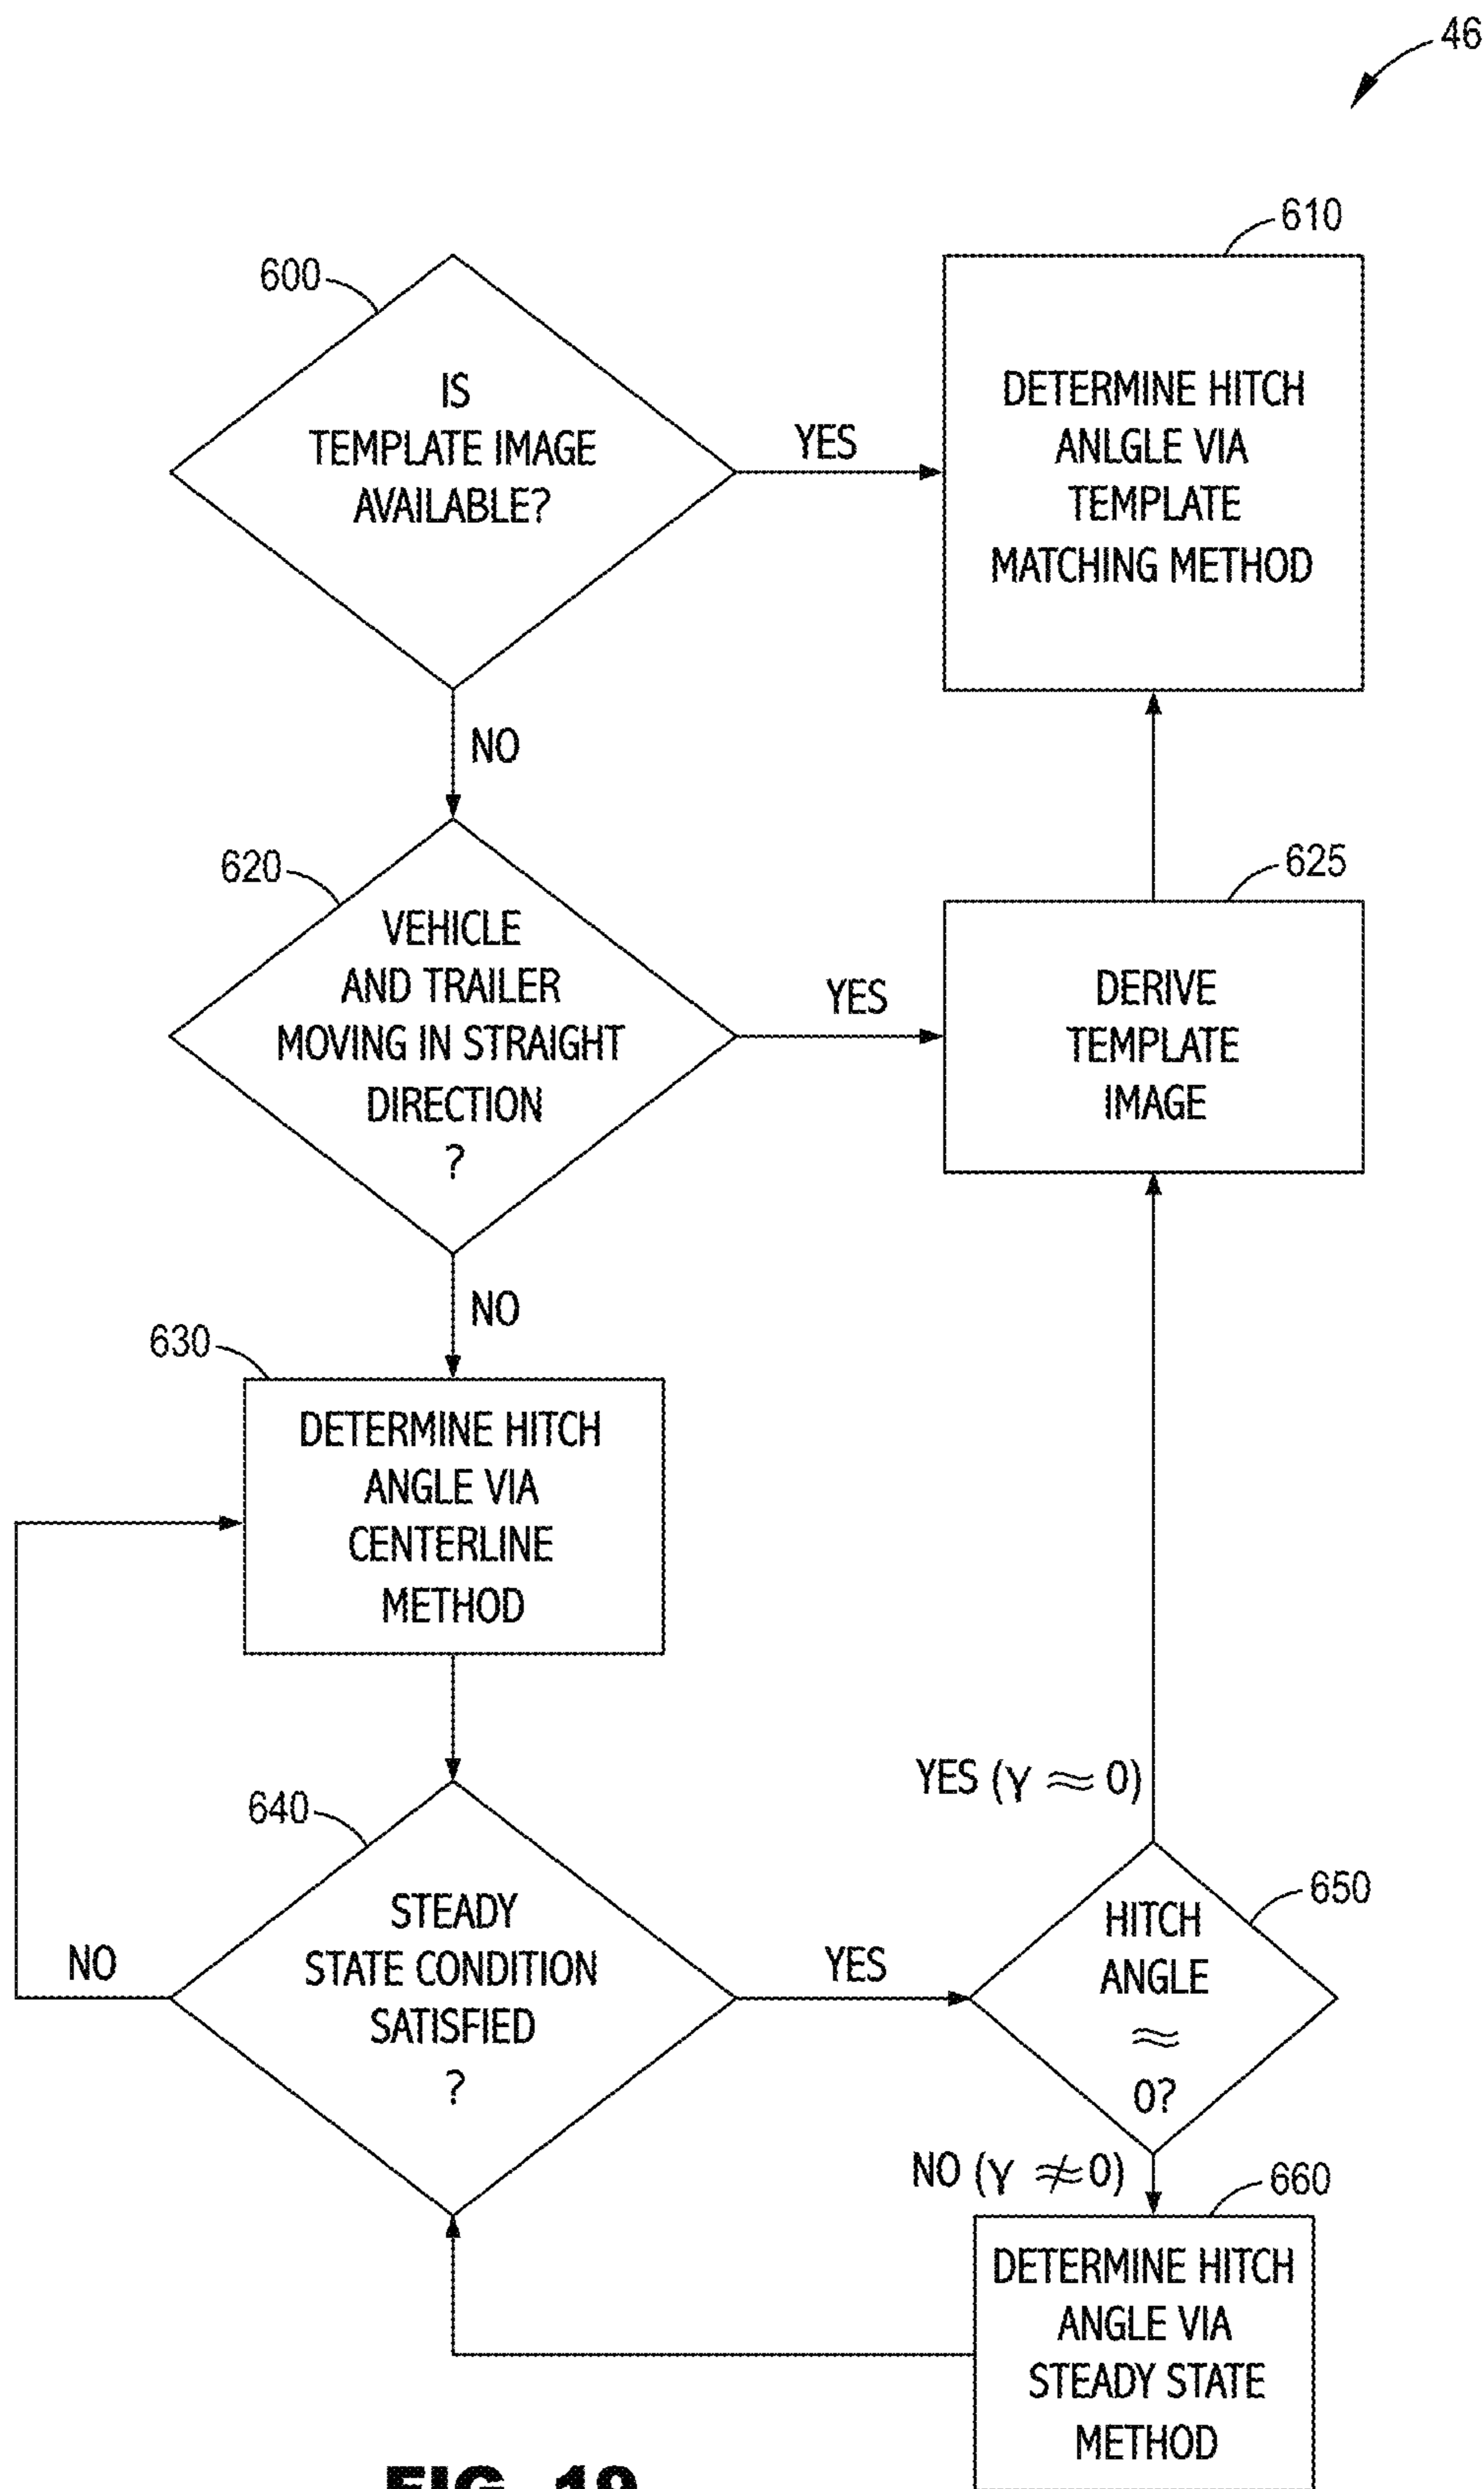 46
600
IS
TEMPLATE IMAGE
AVAILABLE?
YES
610
DETERMINE HITCH
ANLGLE VIA
TEMPLATE
MATCHING METHOD
NO
620
VEHICLE
AND TRAILER
MOVING IN STRAIGHT
DIRECTION
?
YES
625
DERIVE
TEMPLATE
IMAGE
NO
630
DETERMINE HITCH
ANGLE VIA
CENTERLINE
METHOD
640
STEADY
STATE CONDITION
SATISFIED
?
NO
YES
YES (γ ≈ 0)
650
HITCH
ANGLE
≈
0?
NO (γ ≉ 0)
660
DETERMINE HITCH
ANGLE VIA
STEADY STATE
METHOD